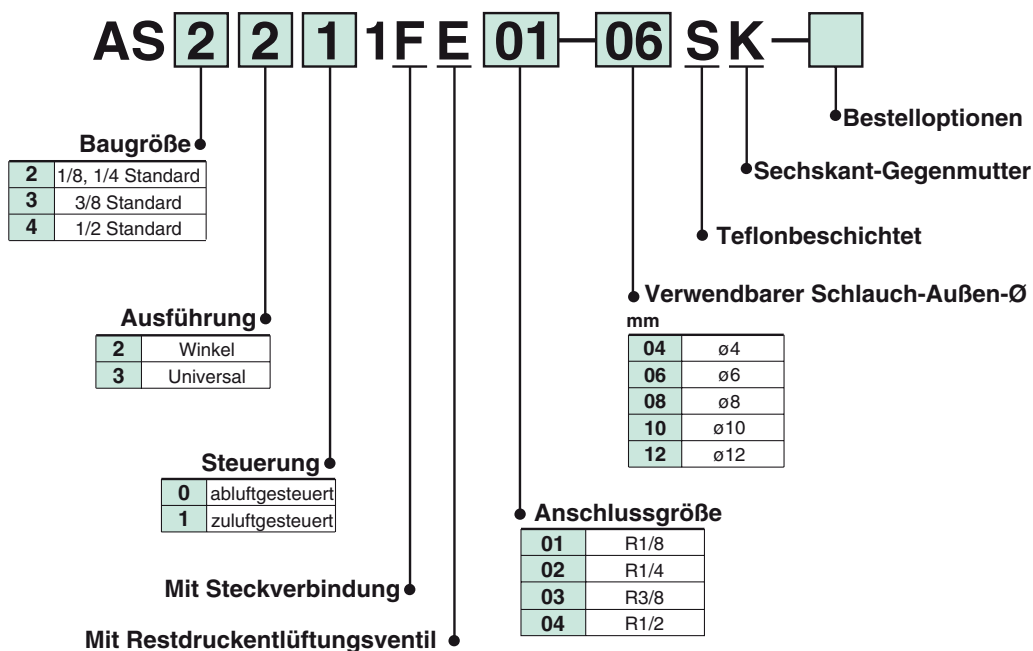 AS 2 2 1 1 F E 01 — 06 S K —
Bestelloptionen
Baugröße
2 1/8, 1/4 Standard
3 3/8 Standard
4 1/2 Standard
Sechskant-Gegenmutter
Teflonbeschichtet
Verwendbarer Schlauch-Außen-Ø
mm
04 ø4
06 ø6
08 ø8
10 ø10
12 ø12
Ausführung
2 Winkel
3 Universal
Steuerung
0 abluftgesteuert
1 zuluftgesteuert
Anschlussgröße
01 R1/8
02 R1/4
03 R3/8
04 R1/2
Mit Steckverbindung
Mit Restdruckentlüftungsventil